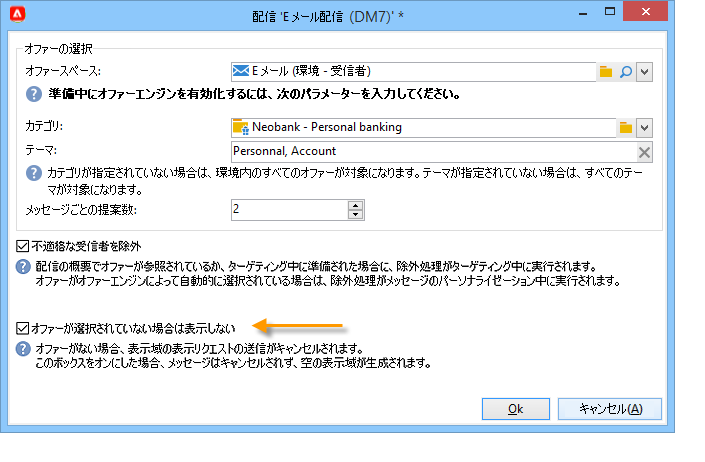 配信 'Eメール配信 (DM7)' *
オファーの選択
オファースペース:
Eメール (環境 - 受信者)
準備中にオファーエンジンを有効化するには、次のパラメーターを入力してください。
カテゴリ:
Neobank - Personal banking
テーマ:
Personnal, Account
カテゴリが指定されていない場合は、環境内のすべてのオファーが対象になります。テーマが指定されていない場合は、すべてのテー
マが対象になります。
メッセージごとの提案数:
2
不適格な受信者を除外
配信の概要でオファーが参照されているか、ターゲティング中に準備された場合に、除外処理がターゲティング中に実行されます。
オファーがオファーエンジンによって自動的に選択されている場合は、除外処理がメッセージのパーソナライゼーション中に実行されます。
オファーが選択されていない場合は表示しない
オファーがない場合、表示域の表示リクエストの送信がキャンセルされます。
このボックスをオンにした場合、メッセージはキャンセルされず、空の表示域が生成されます。
Ok
キャンセル(A)